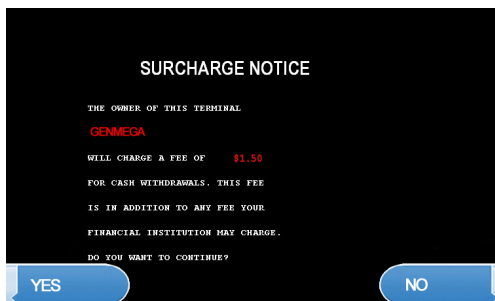 SURCHARGE NOTICE
THE OWNER OF THIS TERMINAL
GENMEGA
WILL CHARGE A FEE OF $1.50
FOR CASH WITHDRAWALS. THIS FEE
IS IN ADDITION TO ANY FEE YOUR
FINANCIAL INSTITUTION MAY CHARGE.
DO YOU WANT TO CONTINUE?
YES NO